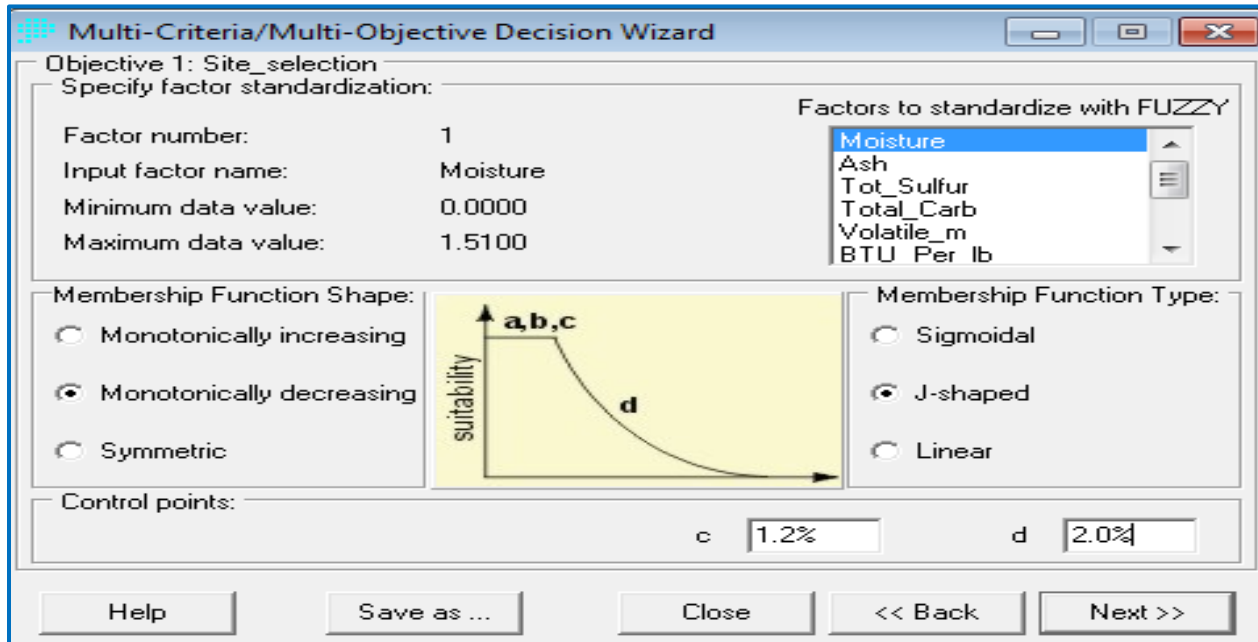 Multi-Criteria/Multi-Objective Decision Wizard
Objective 1: Site_selection
Specify factor standardization:
Factor number: 1
Input factor name: Moisture
Minimum data value: 0.0000
Maximum data value: 1.5100
Factors to standardize with FUZZY
Moisture
Ash
Tot_Sulfur
Total_Carb
Volatile_m
BTU_Per_lb
Membership Function Shape:
Monotonically increasing
Monotonically decreasing
Symmetric
a,b,c
d
suitability
Membership Function Type:
Sigmoidal
J-shaped
Linear
Control points:
c 1.2% d 2.0%
Help Save as ... Close << Back Next >>